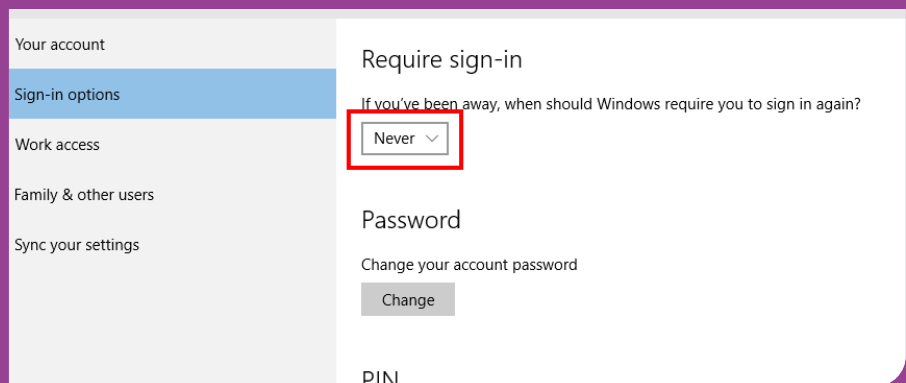 Your account
Sign-in options
Work access
Family & other users
Sync your settings
Require sign-in
If you've been away, when should Windows require you to sign in again?
Never
Password
Change your account password
Change
PIN